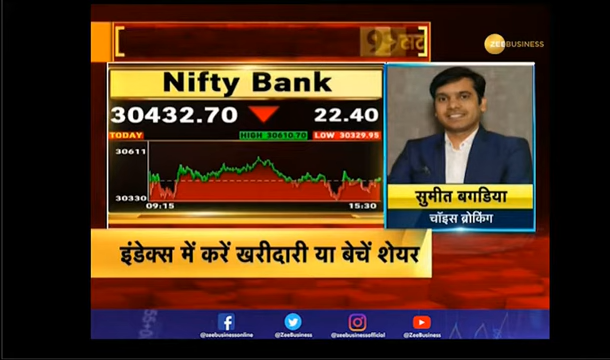 ZEEBUSINESS
Nifty Bank
30432.70 22.40
TODAY HIGH 30610.70 LOW 30329.95
30611
30330
09:15 15:30
सुमीत बगडिया
चॉइस ब्रोकिंग
इंडेक्स में करें खरीदारी या बेचें शेयर
@zeebusinessonline @ZeeBusiness @zeebusinessofficial @ZeeBusiness